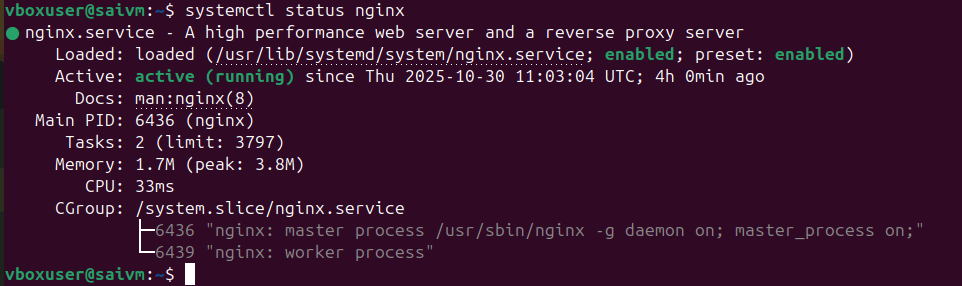 vboxuser@saivm:~$ systemctl status nginx
● nginx.service - A high performance web server and a reverse proxy server
     Loaded: loaded (/usr/lib/systemd/system/nginx.service; enabled; preset: enabled)
     Active: active (running) since Thu 2025-10-30 11:03:04 UTC; 4h 0min ago
       Docs: man:nginx(8)
   Main PID: 6436 (nginx)
      Tasks: 2 (limit: 3797)
     Memory: 1.7M (peak: 3.8M)
        CPU: 33ms
     CGroup: /system.slice/nginx.service
             ├─6436 "nginx: master process /usr/sbin/nginx -g daemon on; master_process on;"
             └─6439 "nginx: worker process"
vboxuser@saivm:~$